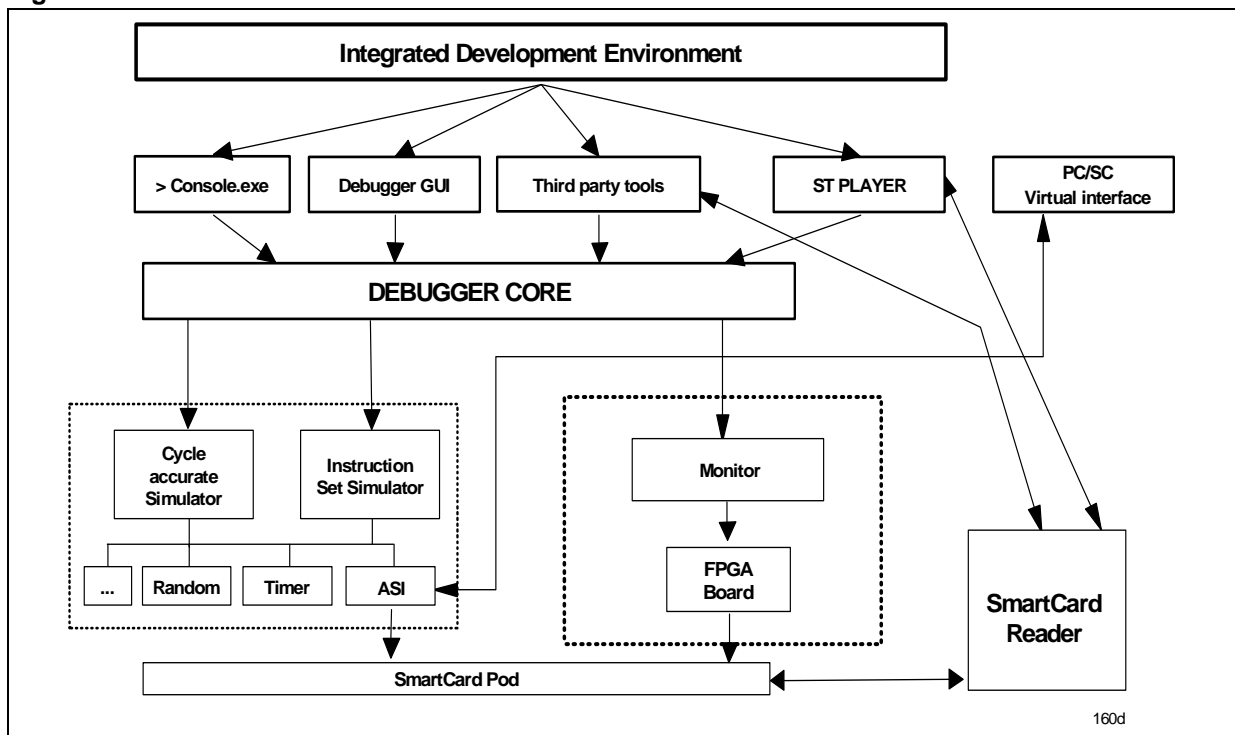 Integrated Development Environment
> Console.exe
Debugger GUI
Third party tools
ST PLAYER
PC/SC
Virtual interface
DEBUGGER CORE
Cycle
accurate
Simulator
Instruction
Set Simulator
Monitor
...
Random
Timer
ASI
FPGA
Board
SmartCard
Reader
SmartCard Pod
160d